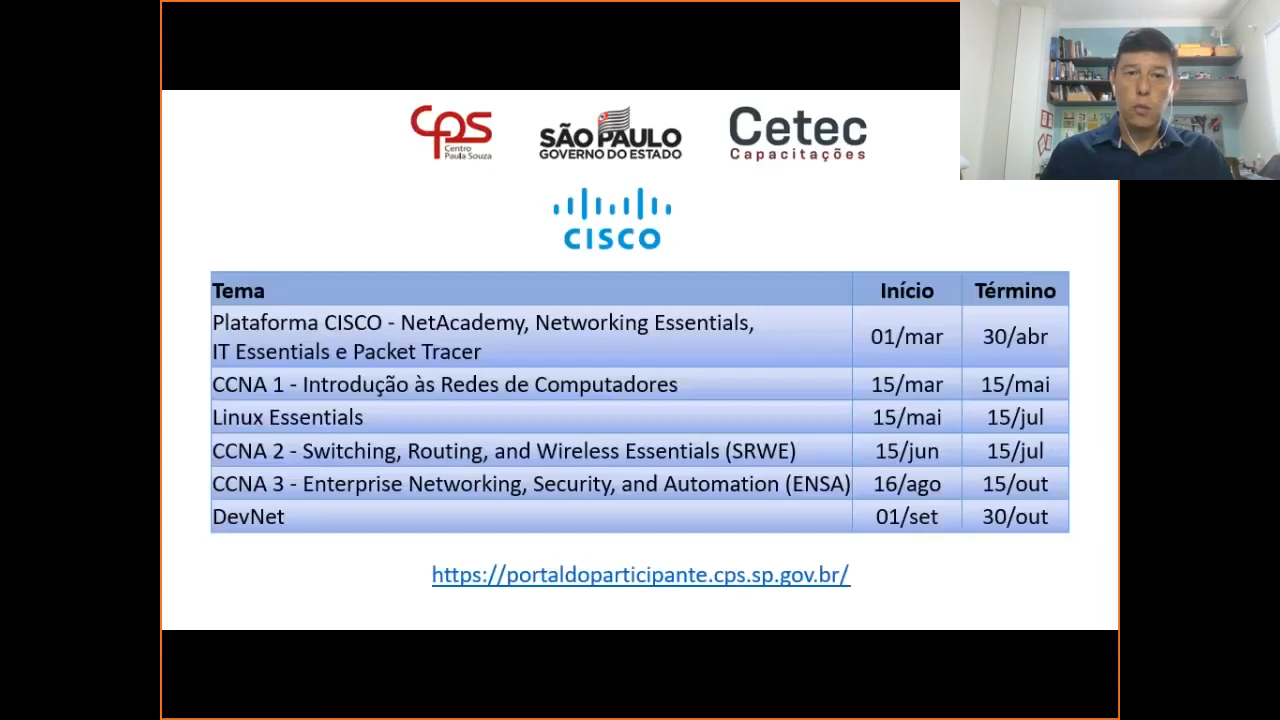 CPS
Centro
Paula Souza
SÃO PAULO
GOVERNO DO ESTADO
Cetec
Capacitações
CISCO
Tema Início Término
Plataforma CISCO - NetAcademy, Networking Essentials,
IT Essentials e Packet Tracer 01/mar 30/abr
CCNA 1 - Introdução às Redes de Computadores 15/mar 15/mai
Linux Essentials 15/mai 15/jul
CCNA 2 - Switching, Routing, and Wireless Essentials (SRWE) 15/jun 15/jul
CCNA 3 - Enterprise Networking, Security, and Automation (ENSA) 16/ago 15/out
DevNet 01/set 30/out
https://portaldoparticipante.cps.sp.gov.br/